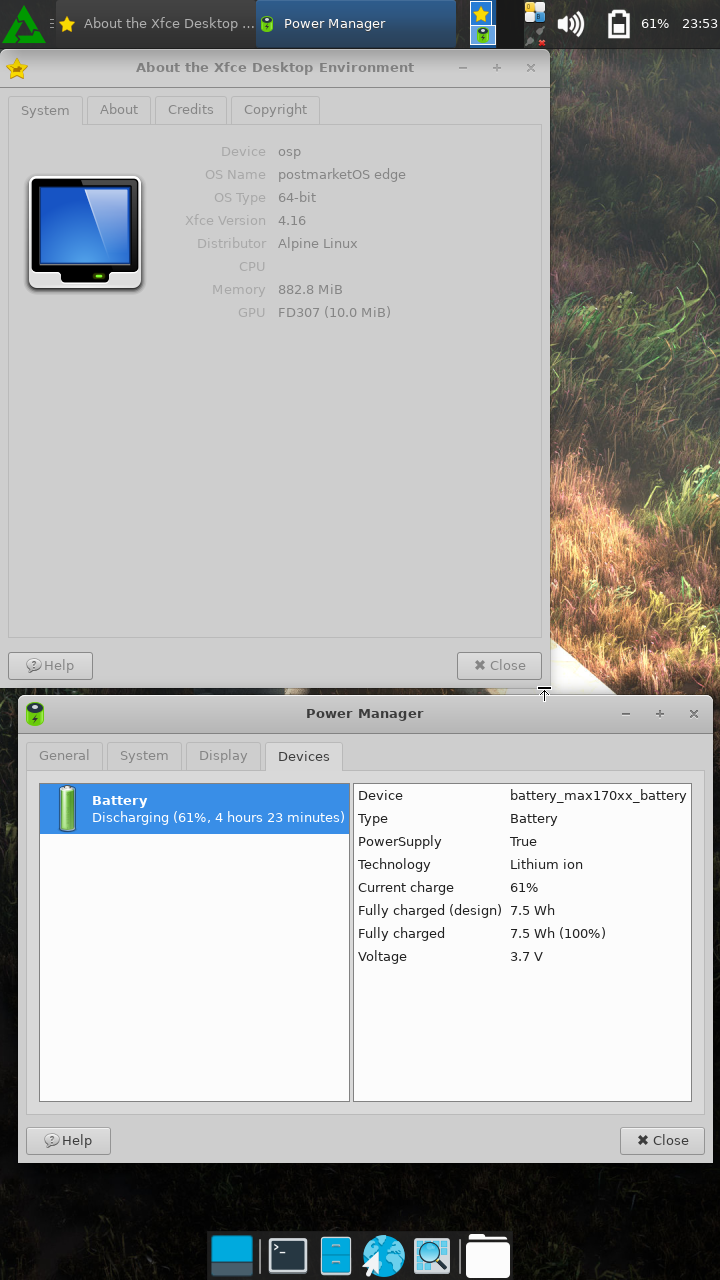 About the Xfce Desktop ...
Power Manager
61%
23:53
About the Xfce Desktop Environment
System
About
Credits
Copyright
Device osp
OS Name postmarketOS edge
OS Type 64-bit
Xfce Version 4.16
Distributor Alpine Linux
CPU
Memory 882.8 MiB
GPU FD307 (10.0 MiB)
Help
Close
Power Manager
General
System
Display
Devices
Battery
Discharging (61%, 4 hours 23 minutes)
Device battery_max170xx_battery
Type Battery
PowerSupply True
Technology Lithium ion
Current charge 61%
Fully charged (design) 7.5 Wh
Fully charged 7.5 Wh (100%)
Voltage 3.7 V
Help
Close